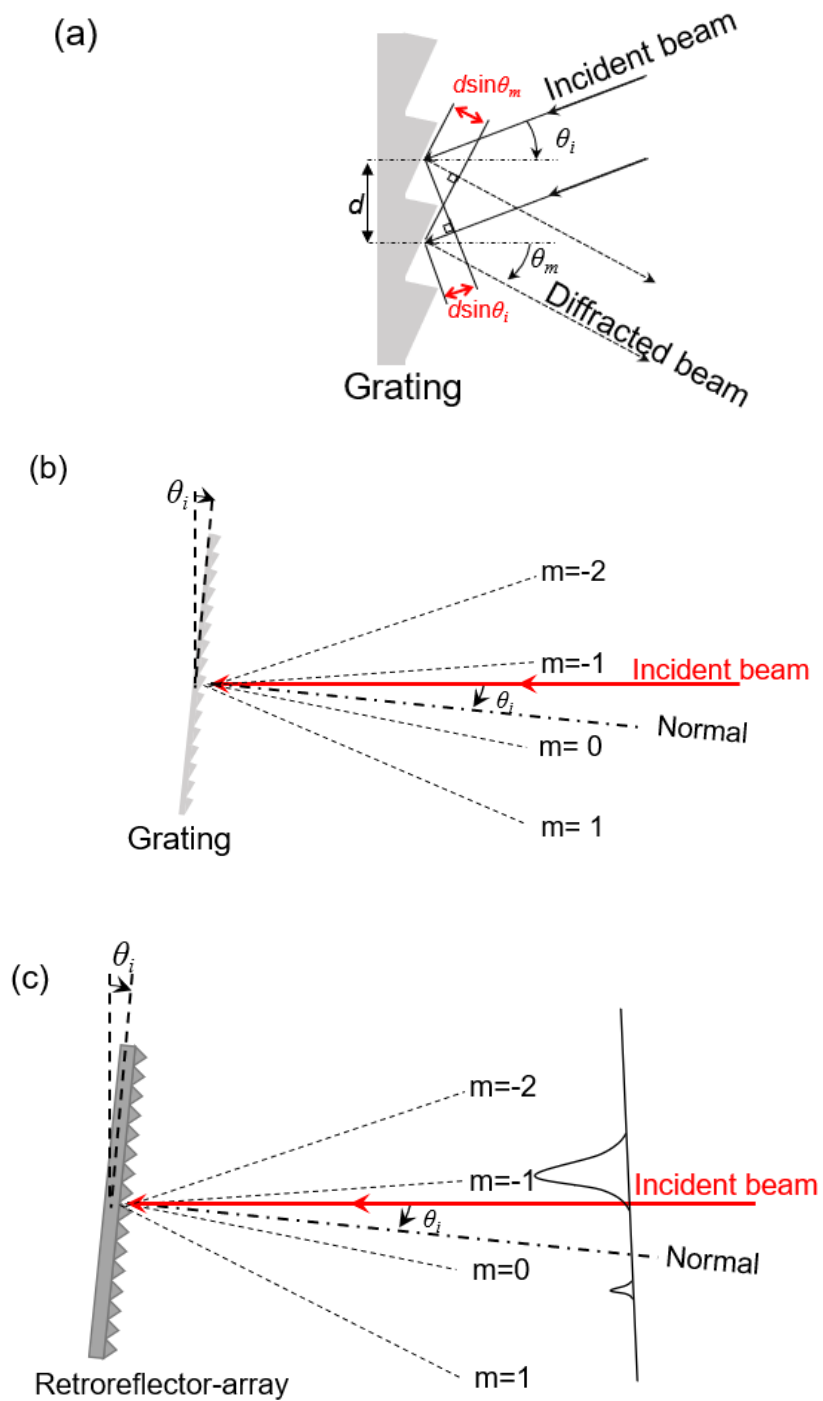 (a)
Incident beam
dsinθm
θi
d
θm
dsinθi
Diffracted beam
Grating
(b)
θi
m=-2
m=-1
Incident beam
θi
Normal
m= 0
m= 1
Grating
(c)
θi
m=-2
m=-1
Incident beam
θi
Normal
m=0
m=1
Retroreflector-array